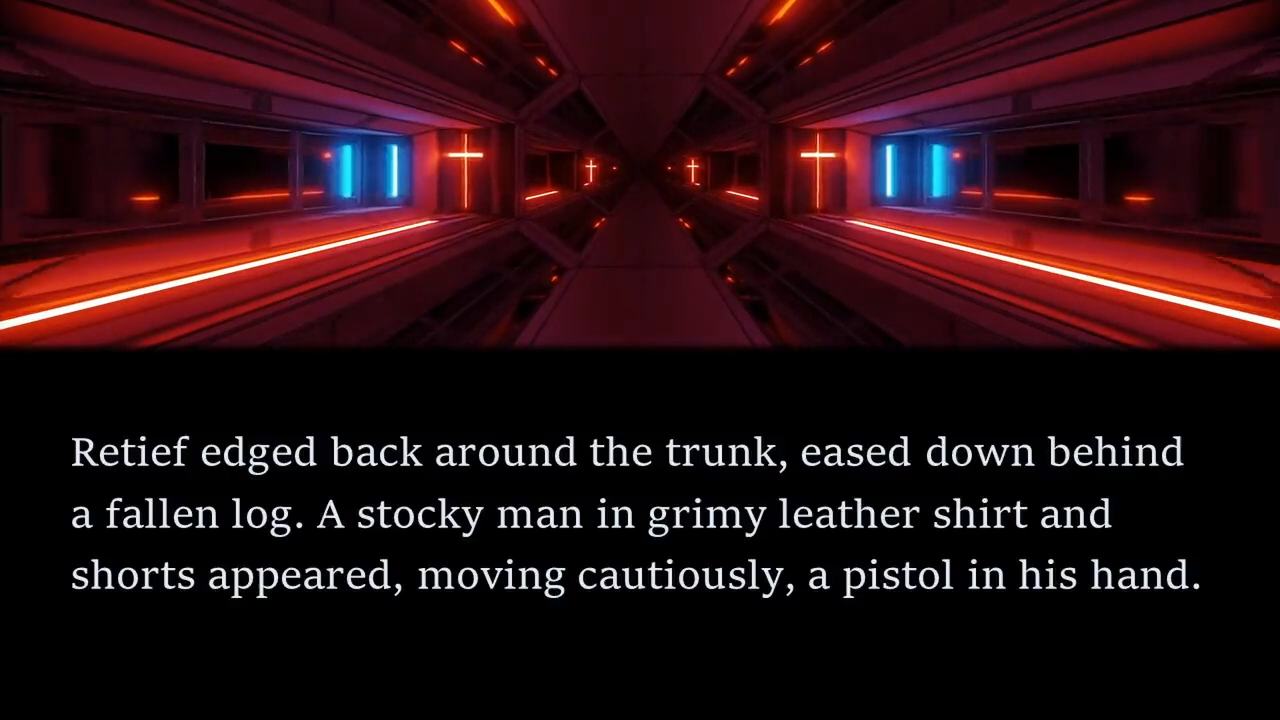 Retief edged back around the trunk, eased down behind
a fallen log. A stocky man in grimy leather shirt and
shorts appeared, moving cautiously, a pistol in his hand.